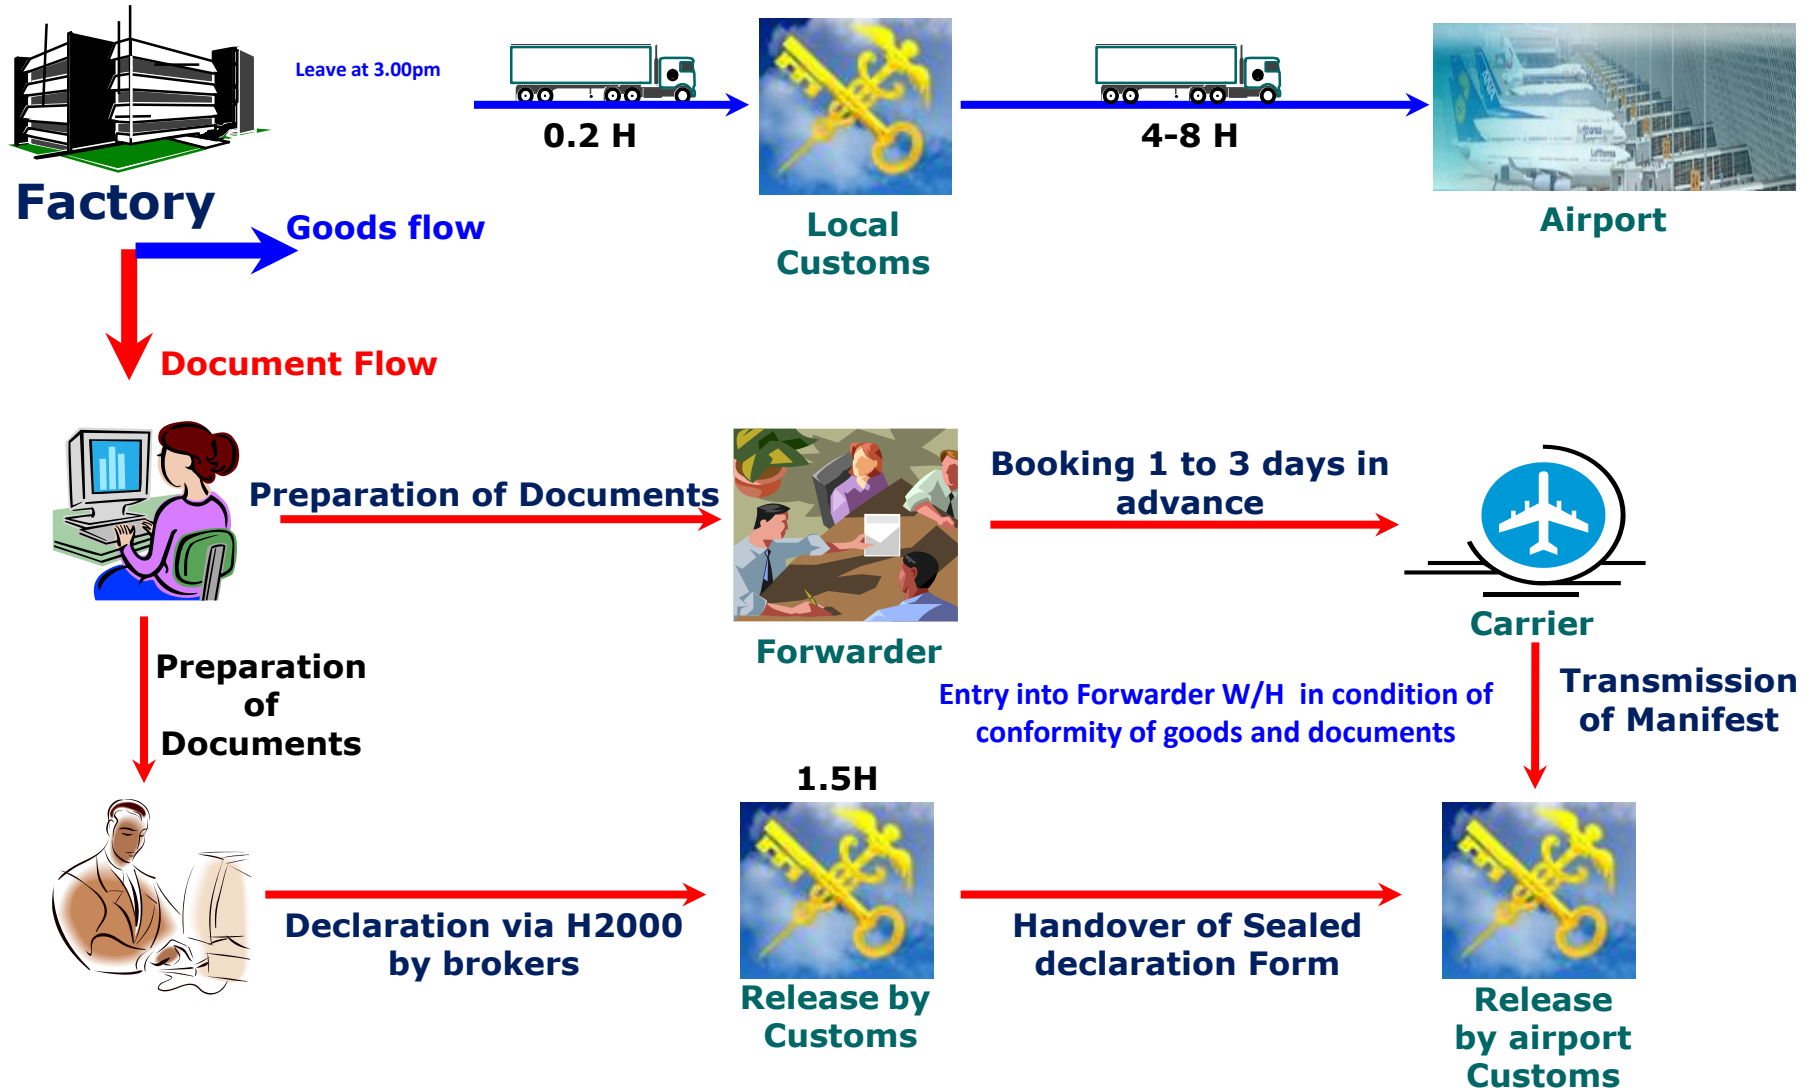 Leave at 3.00pm
0.2 H
4-8 H
Factory
Local
Customs
Airport
Goods flow
Document Flow
Preparation of Documents
Booking 1 to 3 days in
advance
Forwarder
Carrier
Preparation
of
Documents
Entry into Forwarder W/H in condition of
conformity of goods and documents
Transmission
of Manifest
1.5H
Declaration via H2000
by brokers
Handover of Sealed
declaration Form
Release by
Customs
Release
by airport
Customs